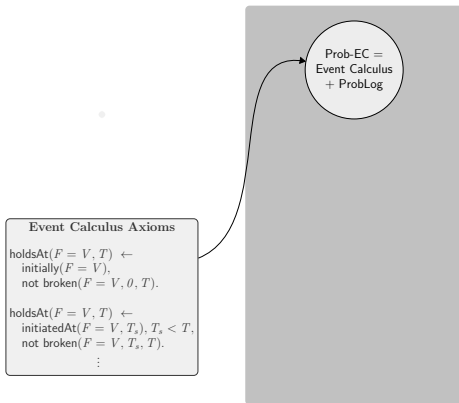 Prob-EC =
Event Calculus
+ ProbLog
Event Calculus Axioms
holdsAt(F = V, T) ←
initially(F = V),
not broken(F = V, 0, T).
holdsAt(F = V, T) ←
initiatedAt(F = V, Tₛ), Tₛ < T,
not broken(F = V, Tₛ, T).
⋮